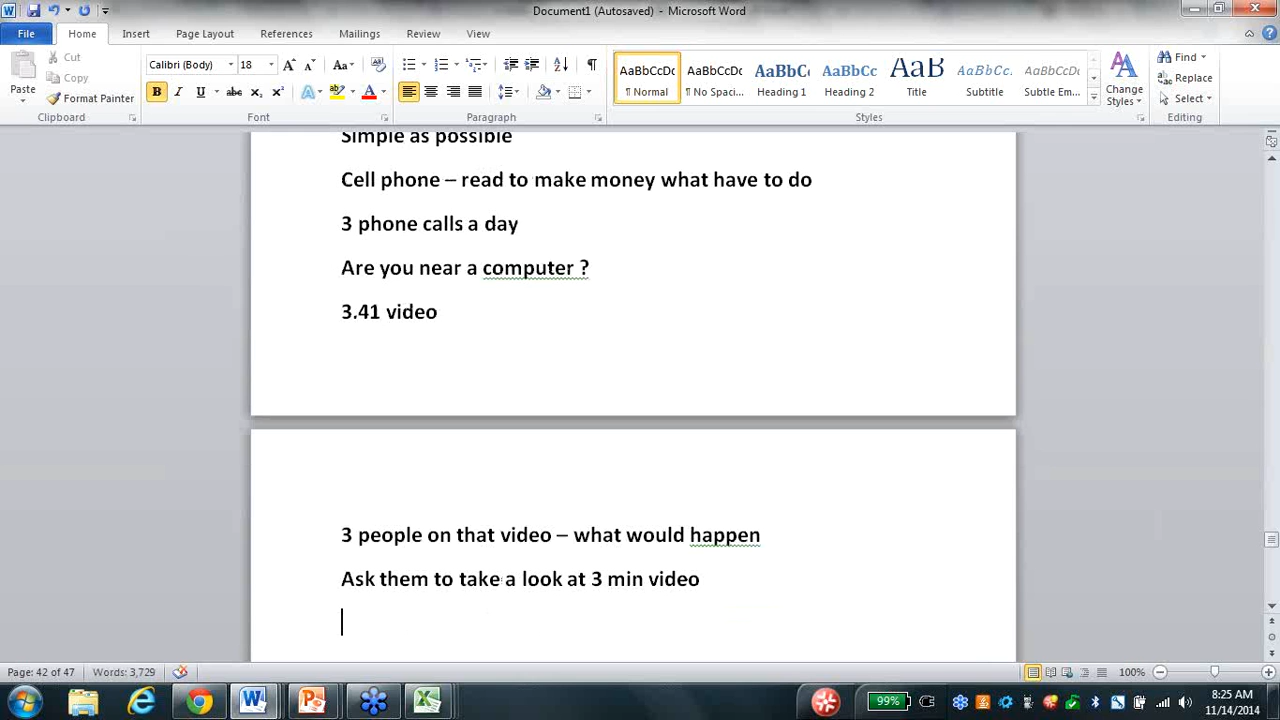 Document1 (Autosaved) - Microsoft Word
File Home Insert Page Layout References Mailings Review View
Cut
Copy
Format Painter
Paste
Clipboard
Calibri (Body) 18
Font
Paragraph
AaBbCcDc AaBbCcDc AaBbC AaBbCc AaB AaBbCc. AaBbCcDc
¶ Normal ¶ No Spaci... Heading 1 Heading 2 Title Subtitle Subtle Em...
Change Styles
Styles
Find
Replace
Select
Editing
Simple as possible
Cell phone – read to make money what have to do
3 phone calls a day
Are you near a computer ?
3.41 video
3 people on that video – what would happen
Ask them to take a look at 3 min video
Page: 42 of 47 Words: 3,729
100%
99%
8:25 AM
11/14/2014